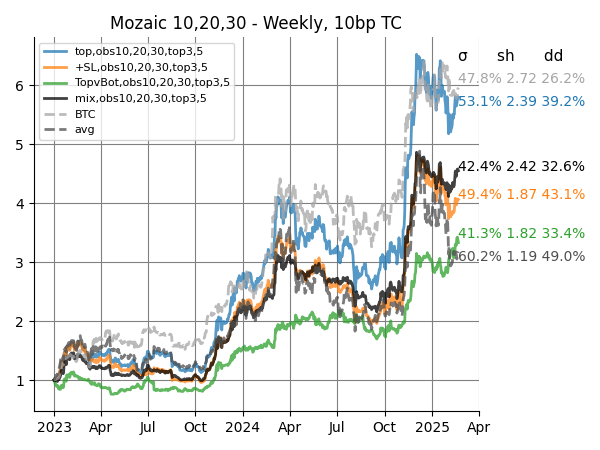 Mozaic 10,20,30 - Weekly, 10bp TC
top,obs10,20,30,top3,5
+SL,obs10,20,30,top3,5
TopvBot,obs10,20,30,top3,5
mix,obs10,20,30,top3,5
BTC
avg
σ sh dd
47.8% 2.72 26.2%
53.1% 2.39 39.2%
42.4% 2.42 32.6%
49.4% 1.87 43.1%
41.3% 1.82 33.4%
60.2% 1.19 49.0%
6
5
4
3
2
1
2023 Apr Jul Oct 2024 Apr Jul Oct 2025 Apr